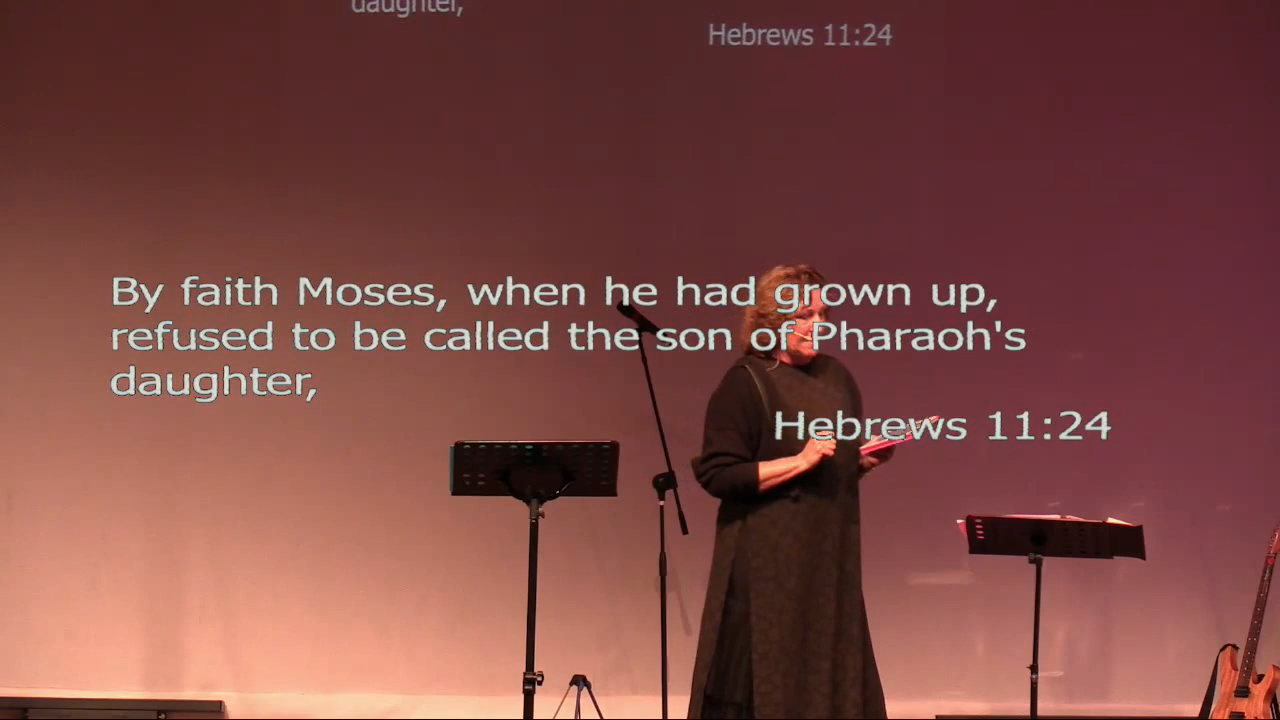 daughter,
Hebrews 11:24
By faith Moses, when he had grown up,
refused to be called the son of Pharaoh's
daughter,
Hebrews 11:24